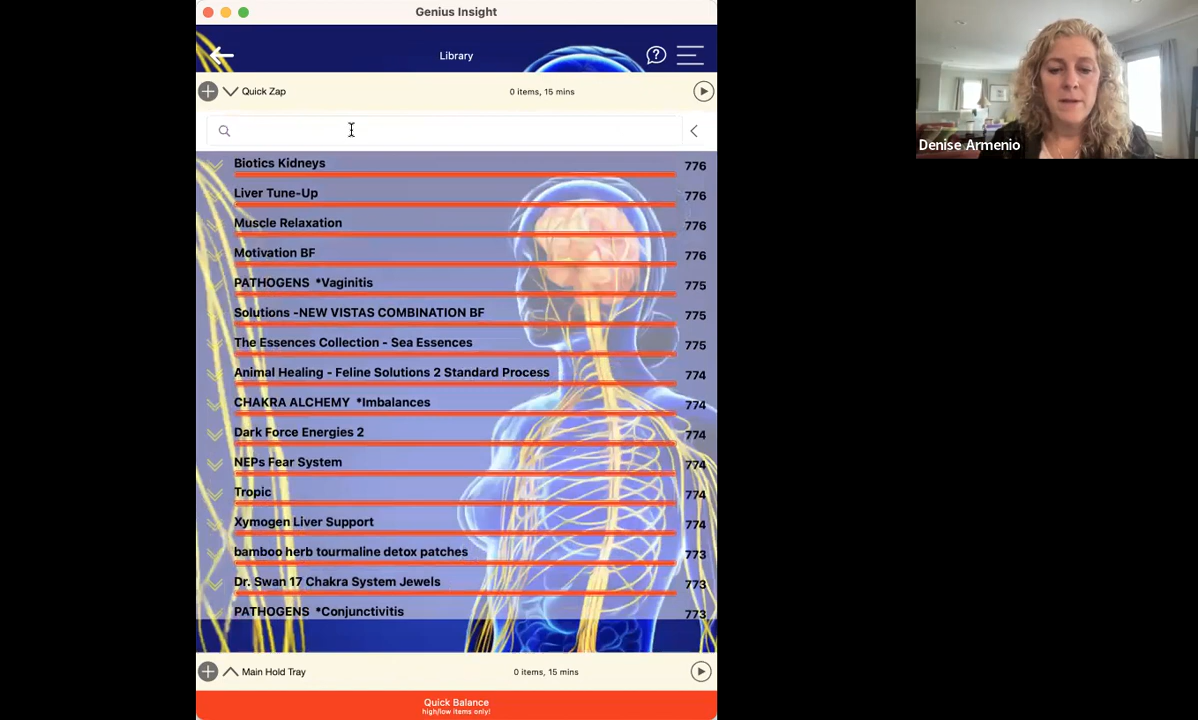 Genius Insight
Library
Quick Zap 0 items, 15 mins
Biotics Kidneys 776
Liver Tune-Up 776
Muscle Relaxation 776
Motivation BF 776
PATHOGENS *Vaginitis 775
Solutions -NEW VISTAS COMBINATION BF 775
The Essences Collection - Sea Essences 775
Animal Healing - Feline Solutions 2 Standard Process 774
CHAKRA ALCHEMY *Imbalances 774
Dark Force Energies 2 774
NEPs Fear System 774
Tropic 774
Xymogen Liver Support 774
bamboo herb tourmaline detox patches 773
Dr. Swan 17 Chakra System Jewels 773
PATHOGENS *Conjunctivitis 773
Main Hold Tray 0 items, 15 mins
Quick Balance
high/low items only!
Denise Armenio